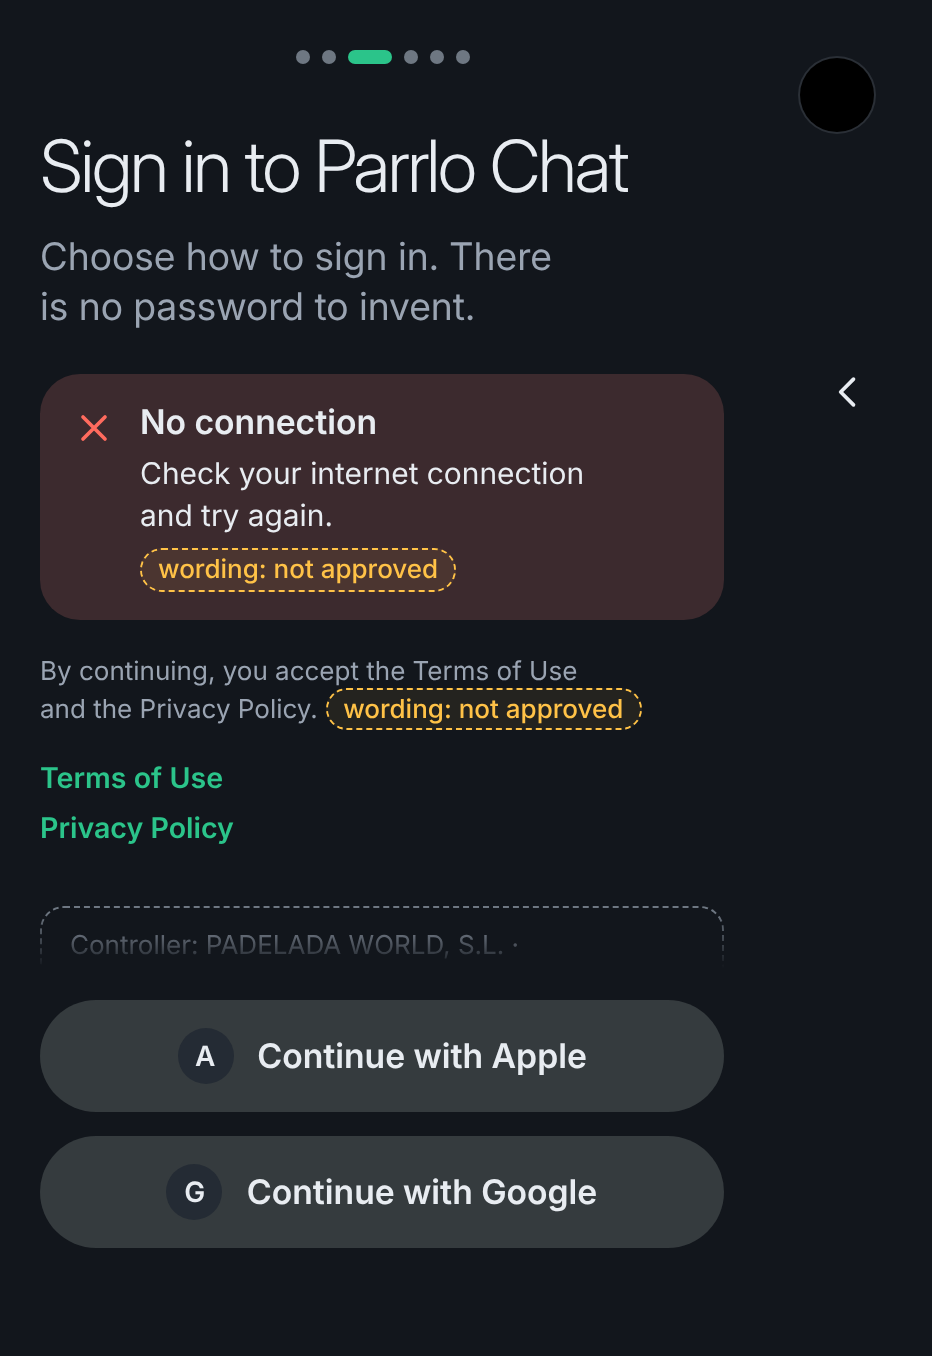 Sign in to Parrlo Chat
Choose how to sign in. There
is no password to invent.
No connection
Check your internet connection
and try again.
wording: not approved
By continuing, you accept the Terms of Use
and the Privacy Policy. wording: not approved
Terms of Use
Privacy Policy
Controller: PADELADA WORLD, S.L. ·
A Continue with Apple
G Continue with Google